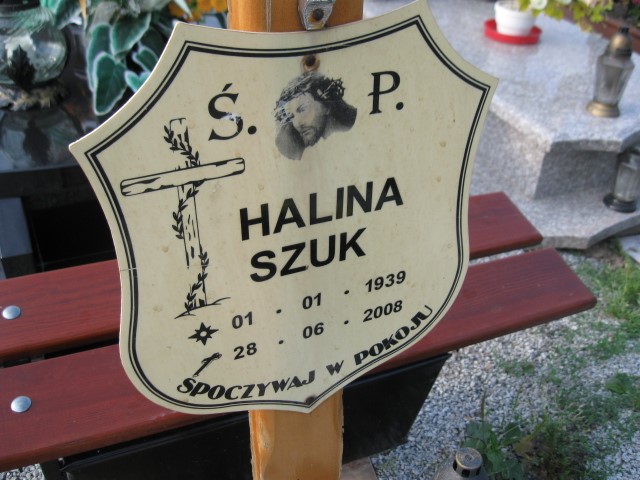 Ś. P.
HALINA
SZUK
01 · 01 · 1939
28 · 06 · 2008
SPOCZYWAJ W POKOJU